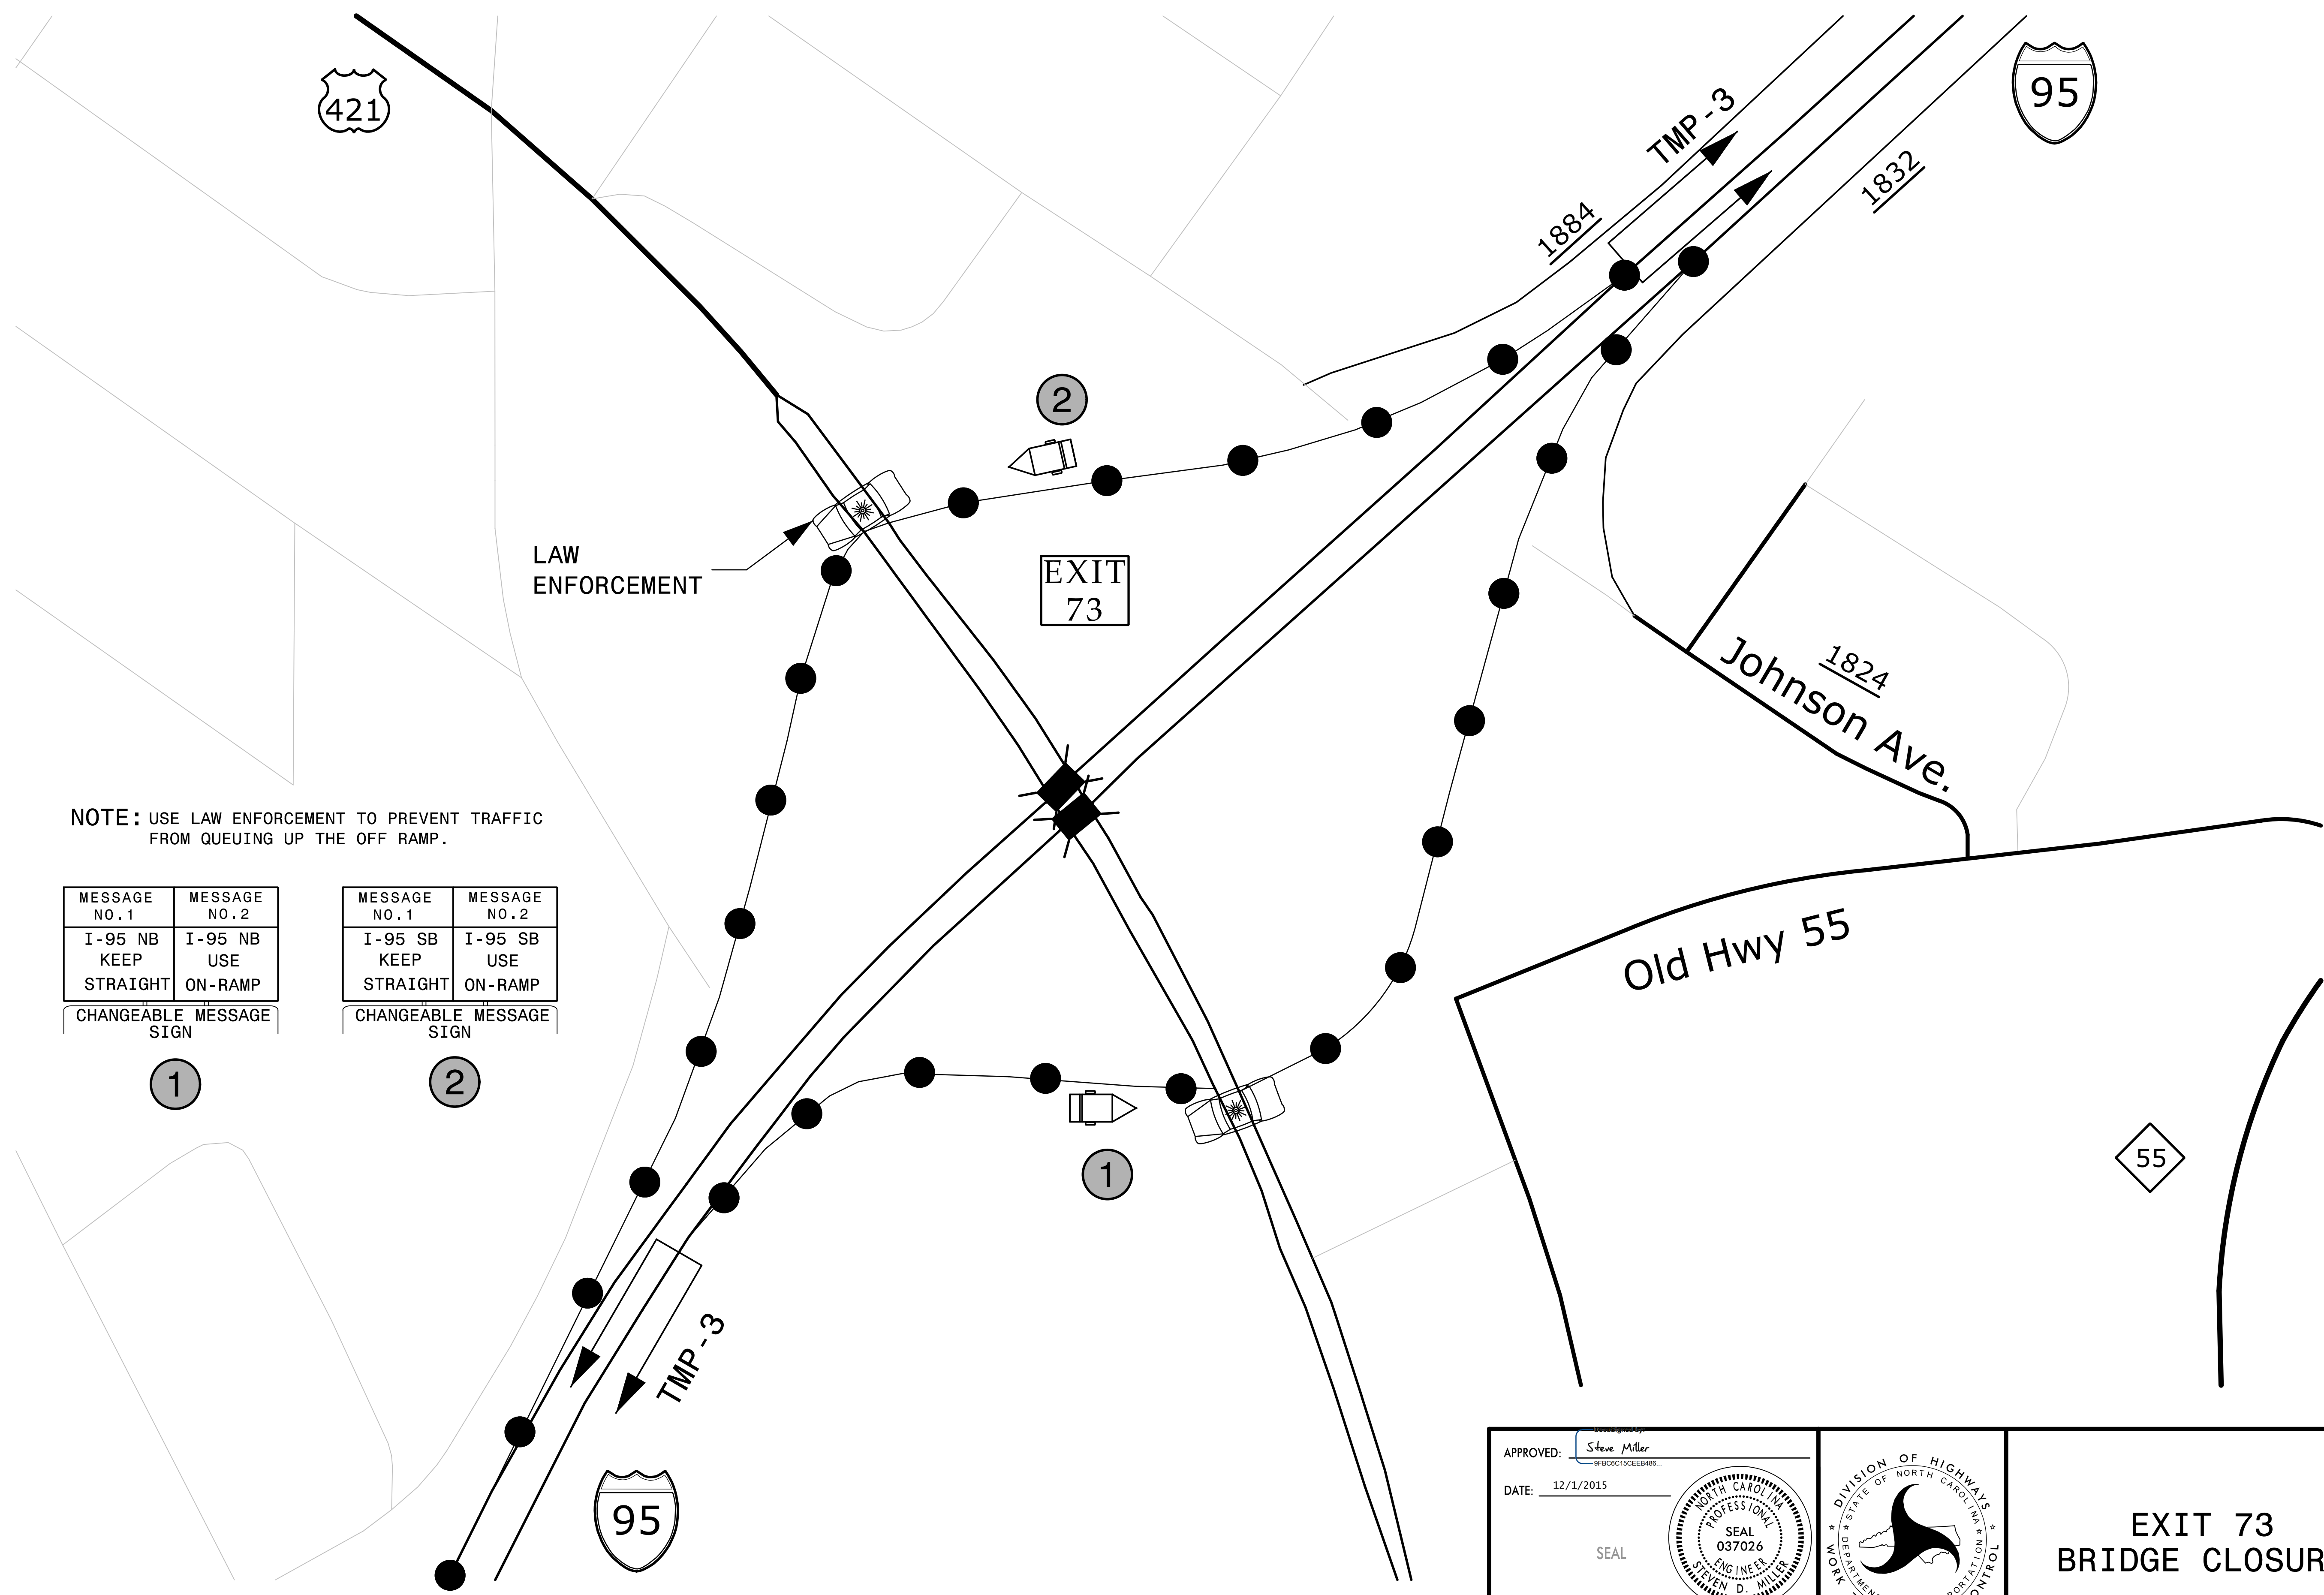 421
95
TMP-3
1884
1832
2
LAW
ENFORCEMENT
EXIT
73
1824
Johnson Ave.
NOTE: USE LAW ENFORCEMENT TO PREVENT TRAFFIC
FROM QUEUING UP THE OFF RAMP.
MESSAGE NO.1
MESSAGE NO.2
I-95 NB
KEEP
STRAIGHT
I-95 NB
USE
ON-RAMP
CHANGEABLE MESSAGE
SIGN
1
MESSAGE NO.1
MESSAGE NO.2
I-95 SB
KEEP
STRAIGHT
I-95 SB
USE
ON-RAMP
CHANGEABLE MESSAGE
SIGN
2
Old Hwy 55
55
1
TMP-3
95
APPROVED: Steve Miller
9FBC6C15CEEB486...
DATE: 12/1/2015
SEAL
NORTH CAROLINA
PROFESSIONAL
SEAL
037026
ENGINEER
STEVEN D. MILLER
DIVISION OF HIGHWAYS
STATE OF NORTH CAROLINA
WORK
EXIT 73
BRIDGE CLOSUR